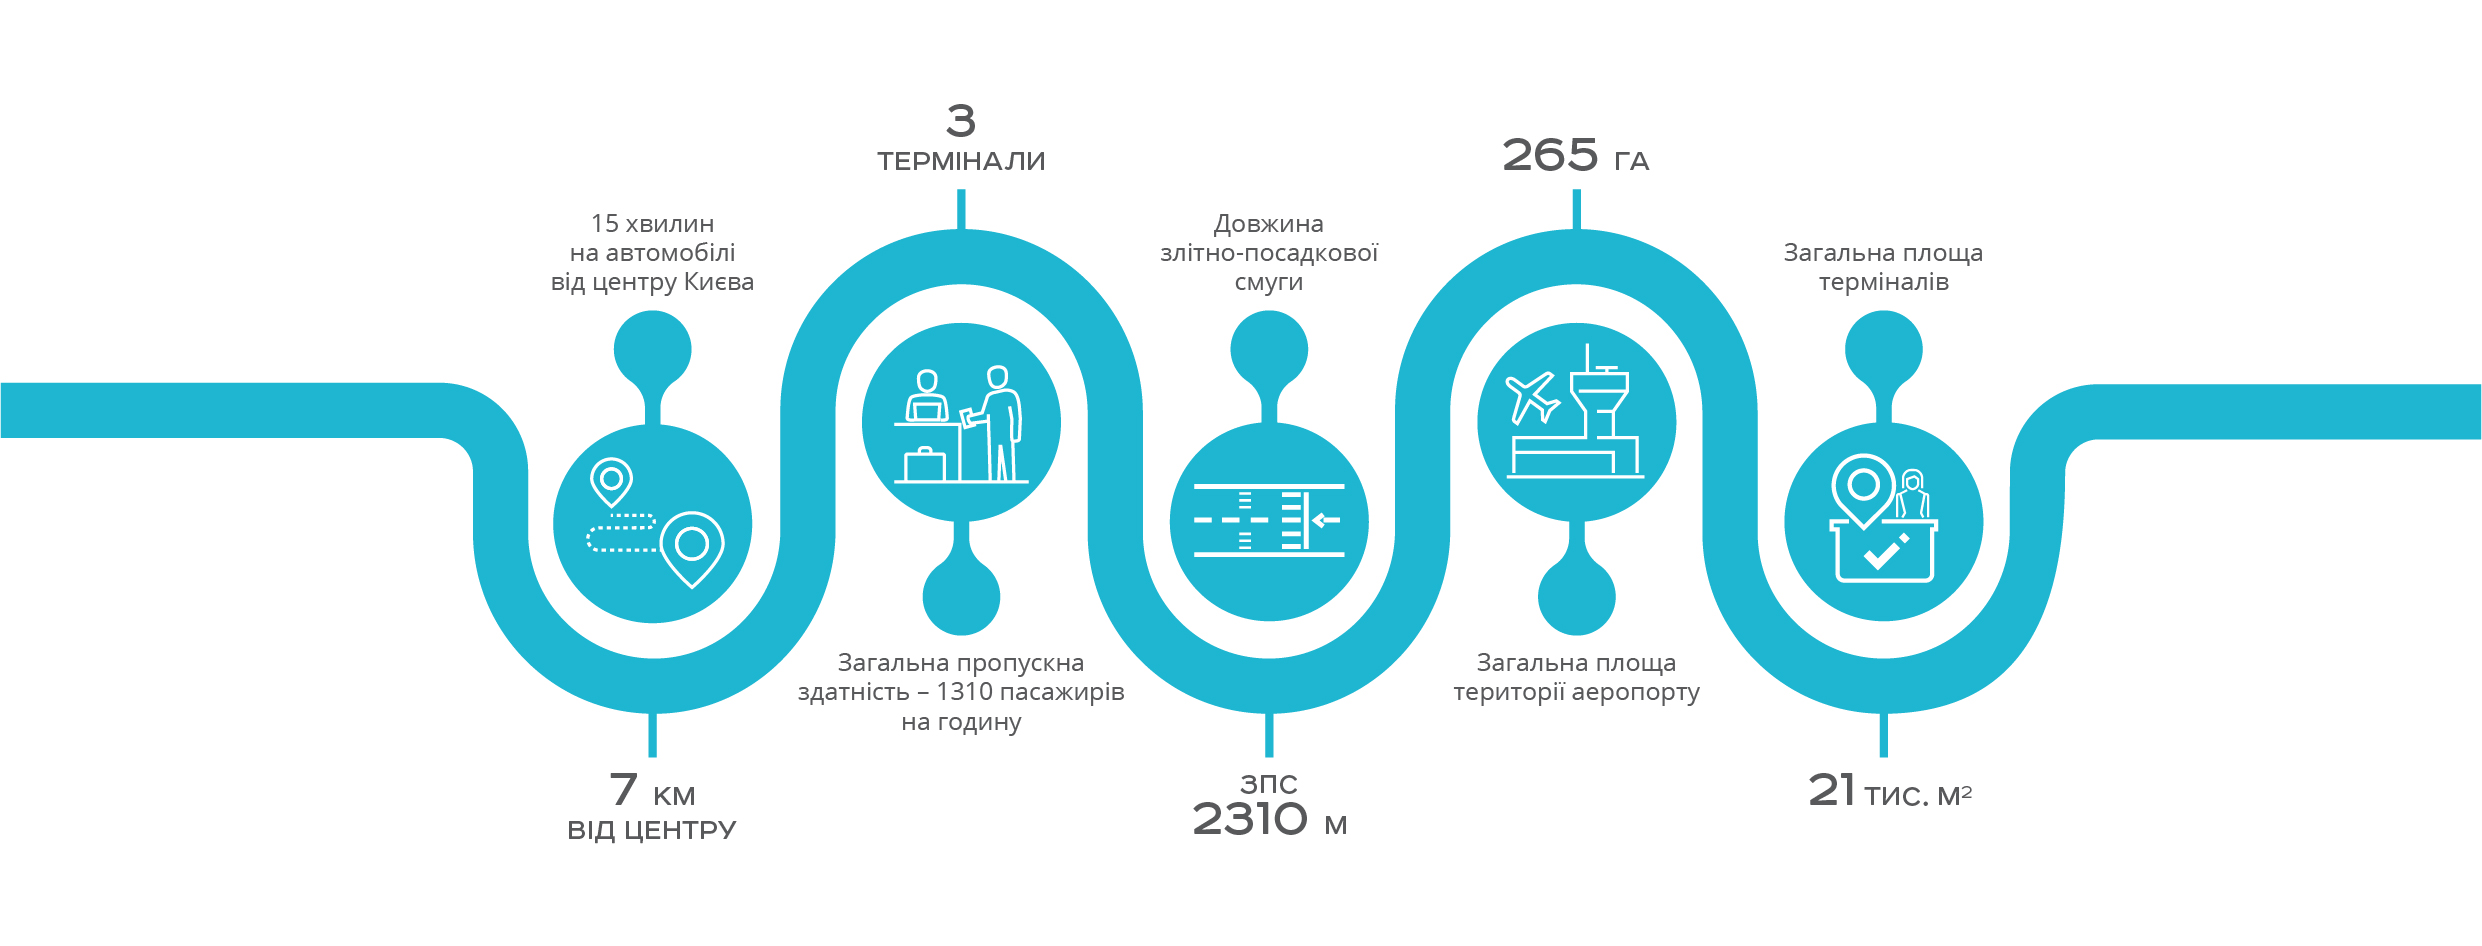 15 хвилин
на автомобілі
від центру Києва
7 КМ
ВІД ЦЕНТРУ
3
ТЕРМІНАЛИ
Загальна пропускна
здатність – 1310 пасажирів
на годину
Довжина
злітно-посадкової
смуги
ЗПС
2310 М
265 ГА
Загальна площа
території аеропорту
Загальна площа
терміналів
21 ТИС. М²